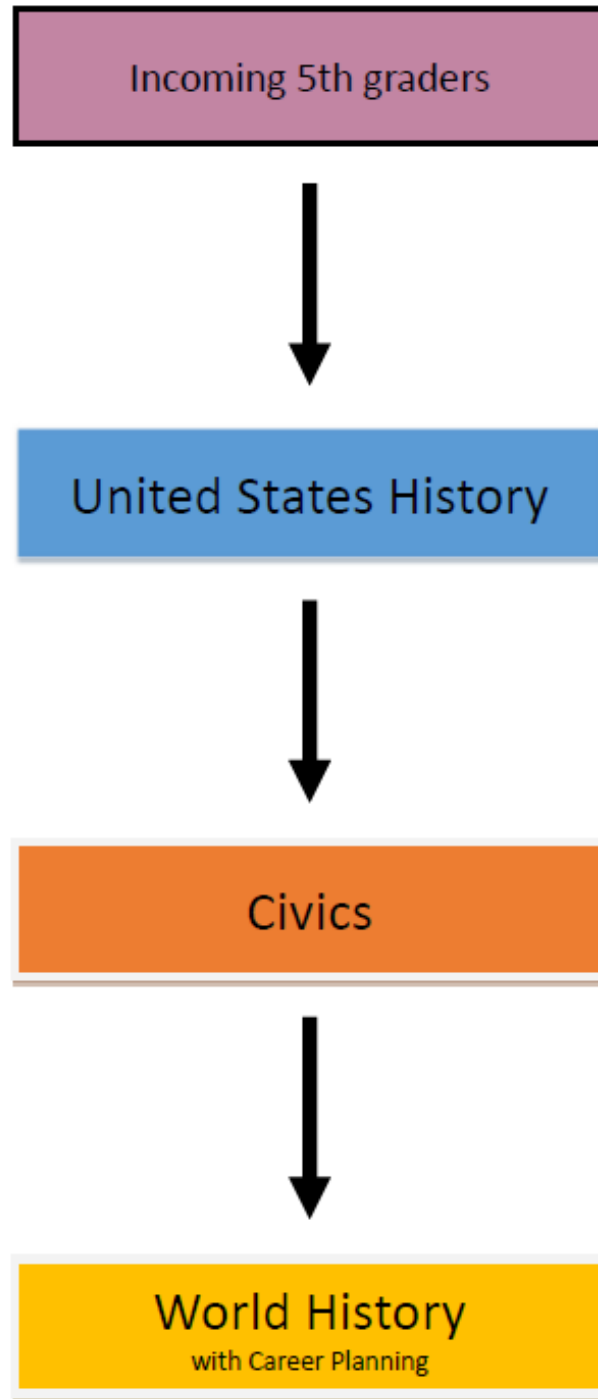 Incoming 5th graders
United States History
Civics
World History
with Career Planning